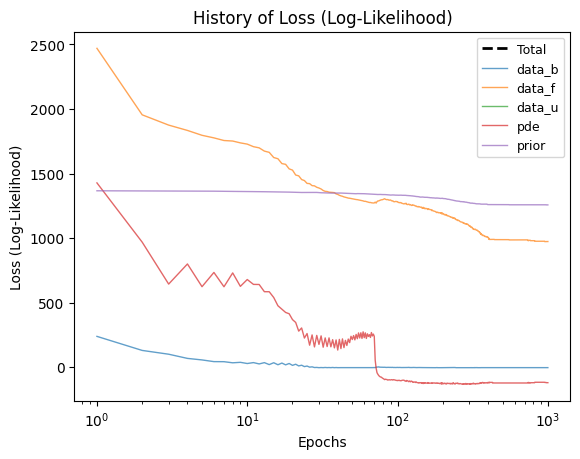 History of Loss (Log-Likelihood)
Loss (Log-Likelihood)
2500
2000
1500
1000
500
0
Total
data_b
data_f
data_u
pde
prior
10^0
10^1
10^2
10^3
Epochs